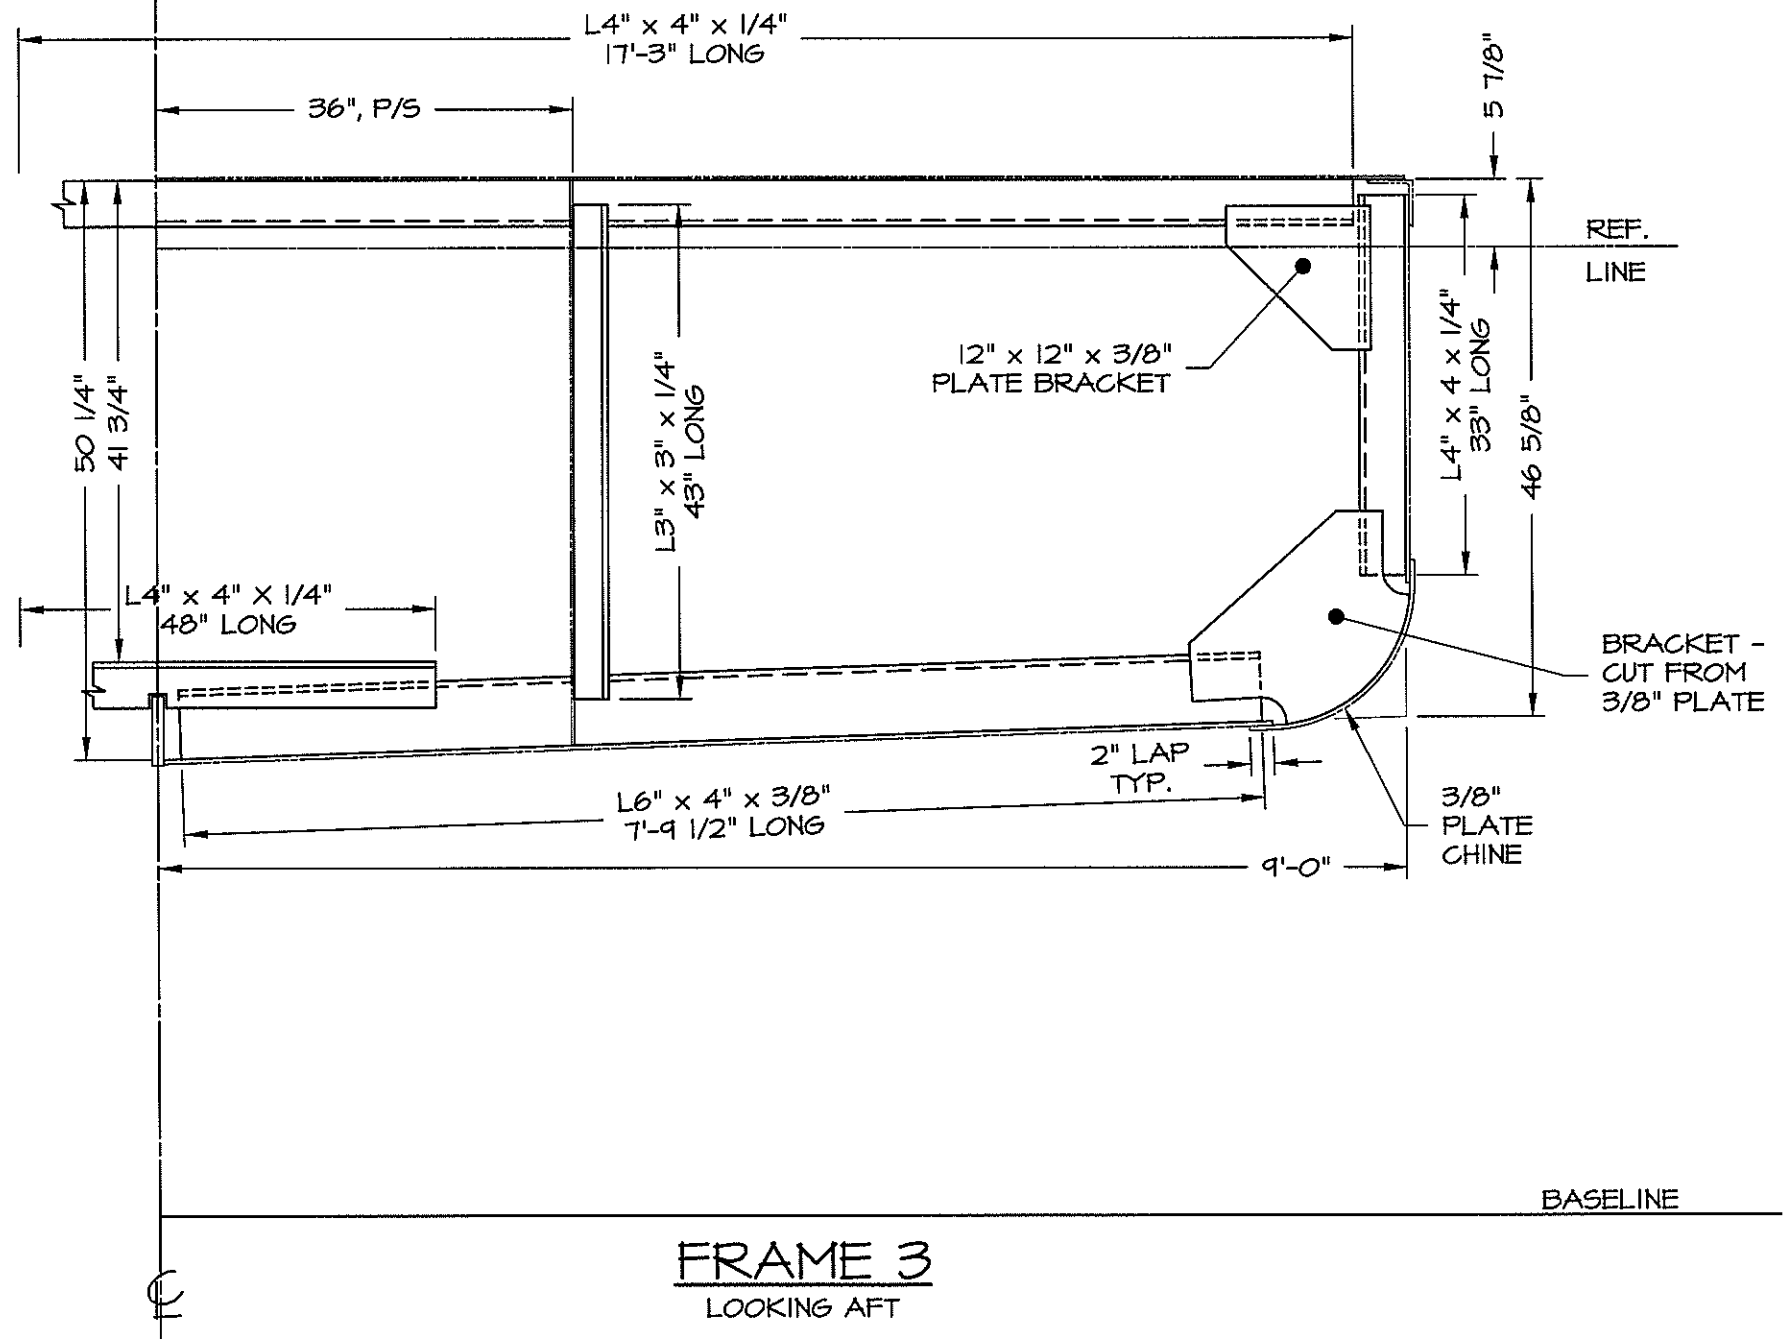 L4" x 4" x 1/4"
17'-3" LONG
5 7/8"
36", P/S
REF.
LINE
12" x 12" x 3/8"
PLATE BRACKET
L4" x 4 x 1/4"
33" LONG
46 5/8"
50 1/4"
41 3/4"
L3" x 3" x 1/4"
43" LONG
L4" x 4" X 1/4"
48" LONG
BRACKET -
CUT FROM
3/8" PLATE
2" LAP
TYP.
L6" x 4" x 3/8"
7'-9 1/2" LONG
3/8"
PLATE
CHINE
9'-0"
BASELINE
FRAME 3
LOOKING AFT
℄